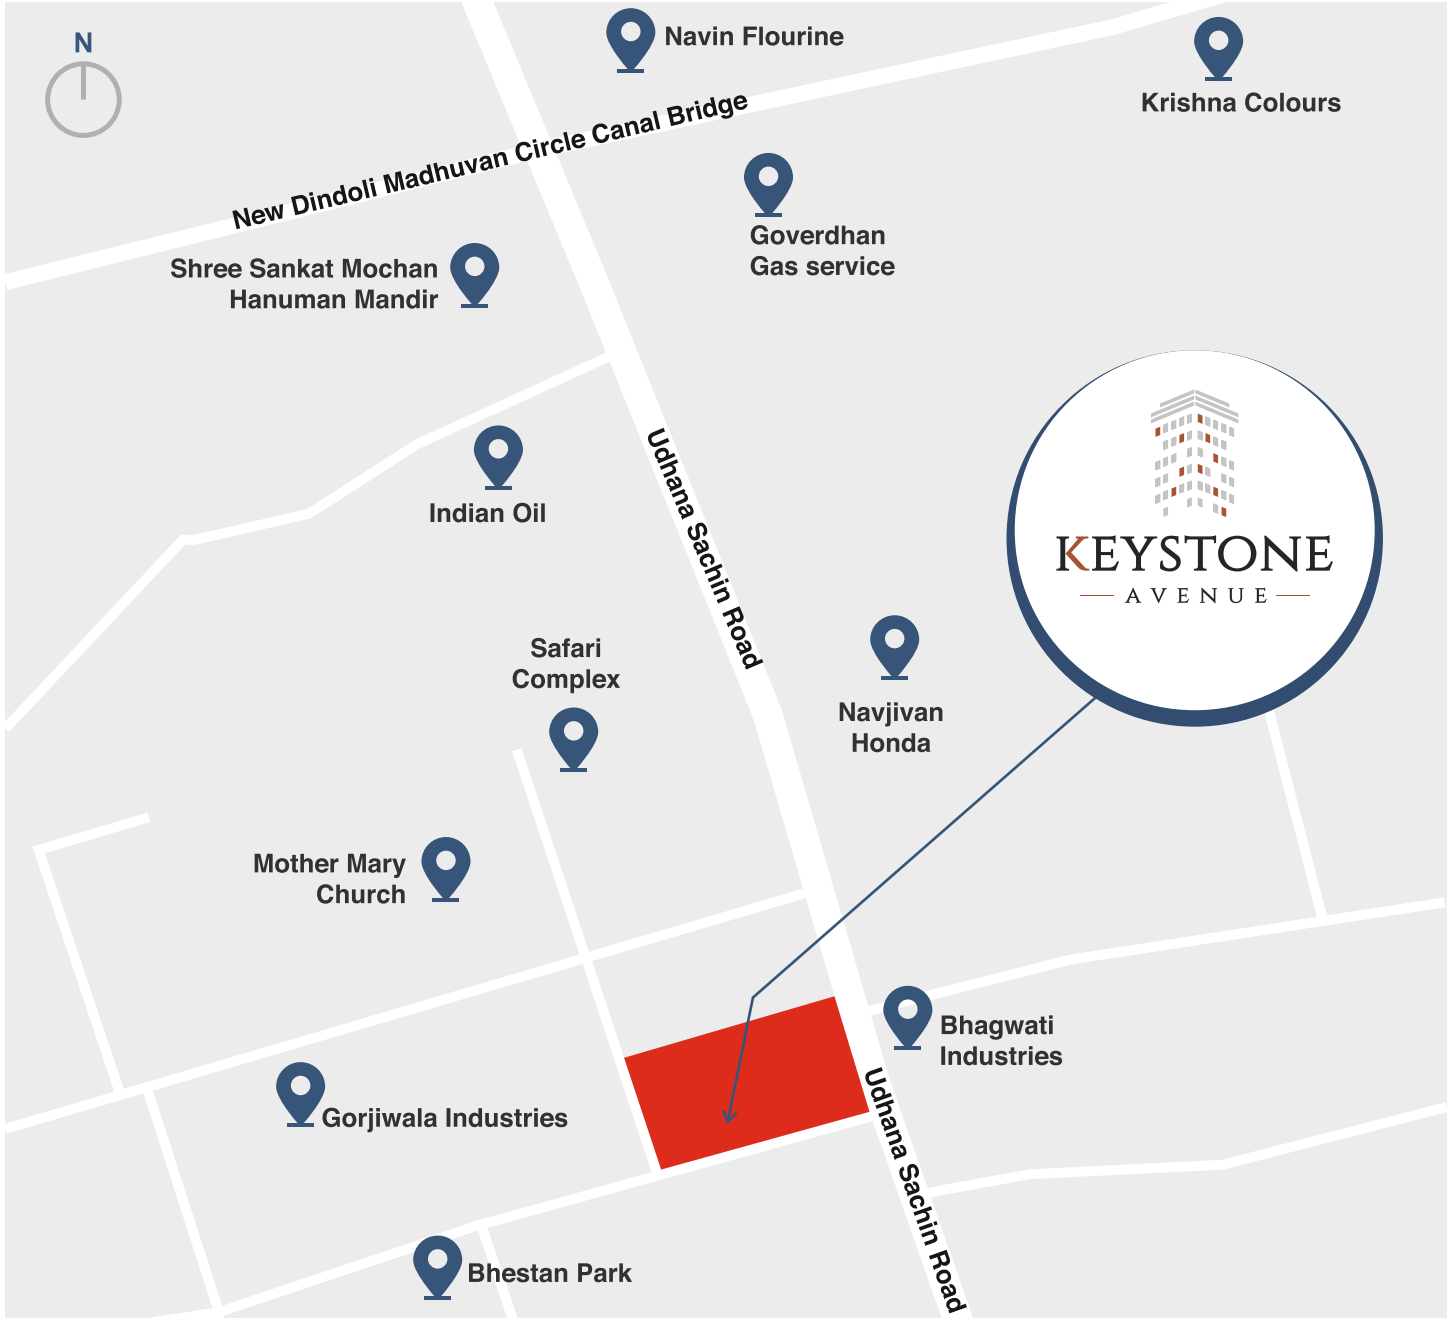 N
Navin Flourine
Krishna Colours
New Dindoli Madhuvan Circle Canal Bridge
Goverdhan
Gas service
Shree Sankat Mochan
Hanuman Mandir
Indian Oil
Udhana Sachin Road
KEYSTONE
AVENUE
Safari
Complex
Navjivan
Honda
Mother Mary
Church
Bhagwati
Industries
Gorjiwala Industries
Udhana Sachin Road
Bhestan Park